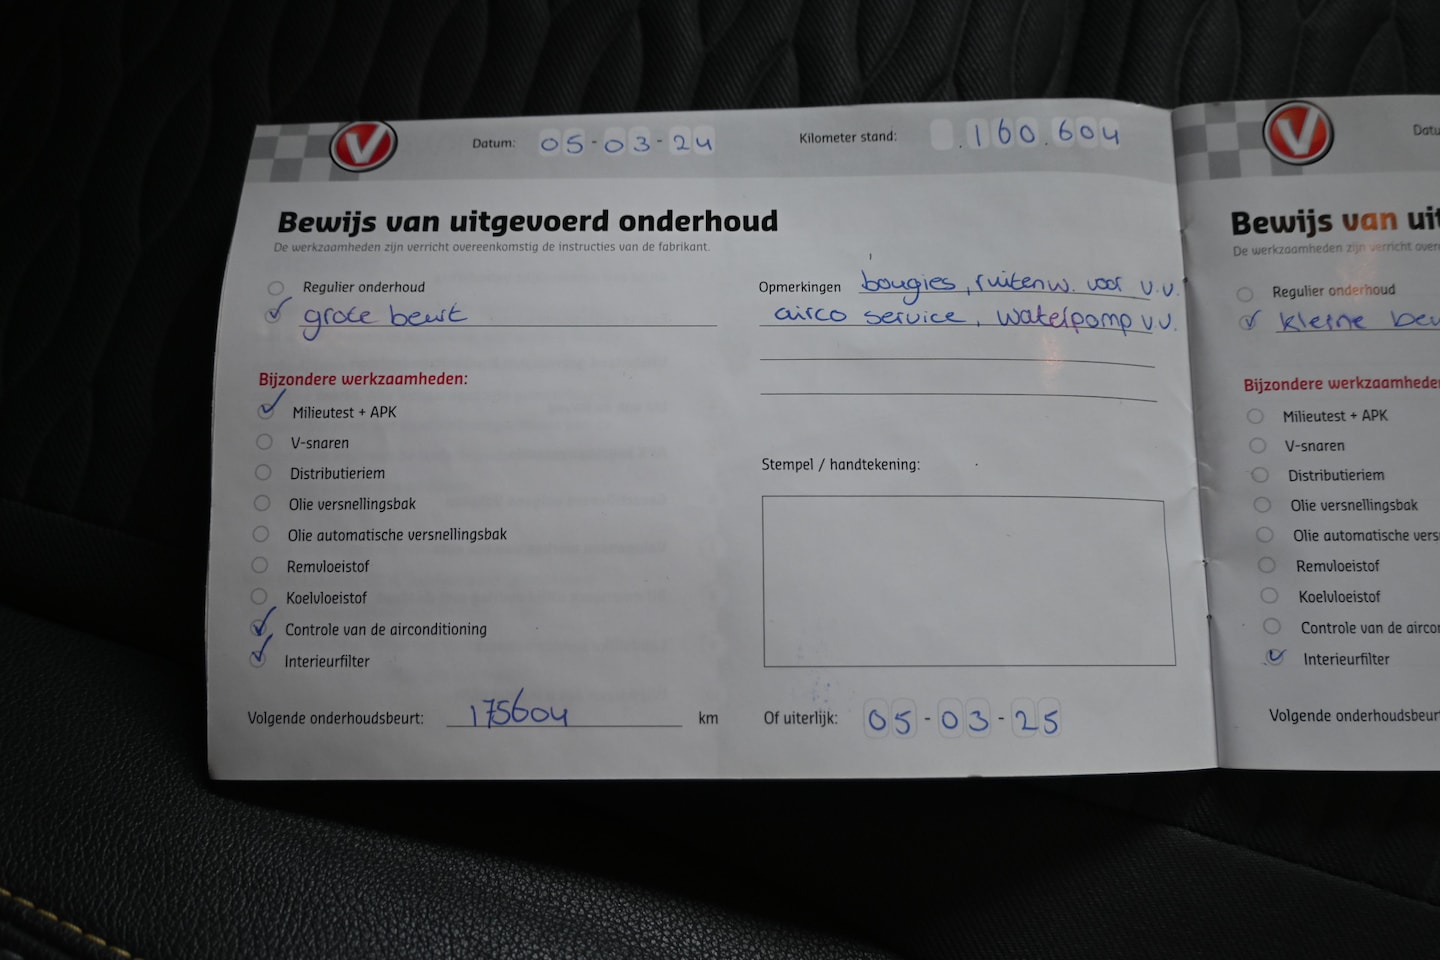 V
Datum: 05-03-24
Kilometer stand: .160.604
Bewijs van uitgevoerd onderhoud
De werkzaamheden zijn verricht overeenkomstig de instructies van de fabrikant.
Regulier onderhoud
grote beurt
Bijzondere werkzaamheden:
Milieutest + APK
V-snaren
Distributieriem
Olie versnellingsbak
Olie automatische versnellingsbak
Remvloeistof
Koelvloeistof
Controle van de airconditioning
Interieurfilter
Volgende onderhoudsbeurt: 175604 km
Opmerkingen bougies, ruitenw. voor v.v.
airco service, waterpomp v.v.
Stempel / handtekening:
Of uiterlijk: 05-03-25
V
Datu
Bewijs van uit
De werkzaamheden zijn verricht over
Regulier onderhoud
kleine beu
Bijzondere werkzaamheden
Milieutest + APK
V-snaren
Distributieriem
Olie versnellingsbak
Olie automatische vers
Remvloeistof
Koelvloeistof
Controle van de airco
Interieurfilter
Volgende onderhoudsbeur